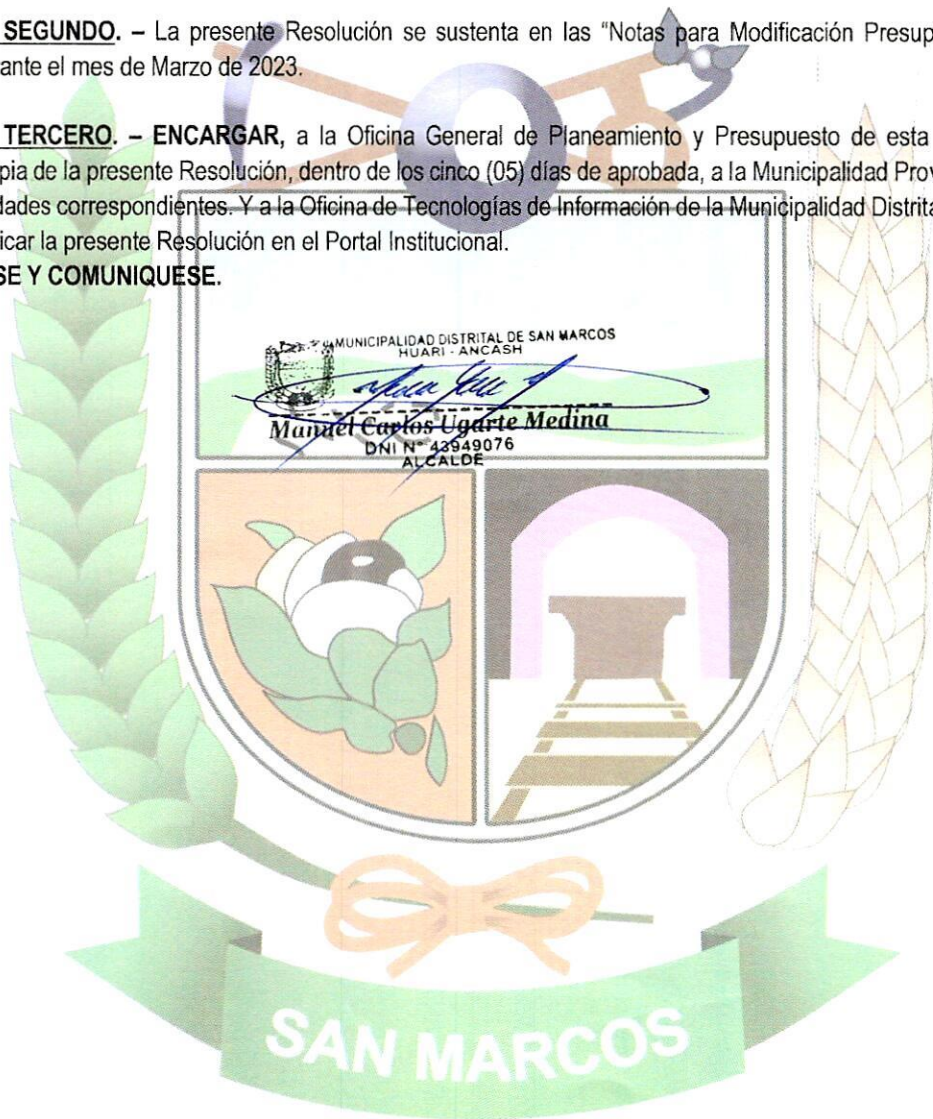 SEGUNDO. – La presente Resolución se sustenta en las “Notas para Modificación Presup
ante el mes de Marzo de 2023.
TERCERO. – ENCARGAR, a la Oficina General de Planeamiento y Presupuesto de esta
pia de la presente Resolución, dentro de los cinco (05) días de aprobada, a la Municipalidad Prov
dades correspondientes. Y a la Oficina de Tecnologías de Información de la Municipalidad Distrita
icar la presente Resolución en el Portal Institucional.
SE Y COMUNIQUESE.
MUNICIPALIDAD DISTRITAL DE SAN MARCOS
HUARI - ANCASH
Manuel Carlos Ugarte Medina
DNI N° 43949076
ALCALDE
SAN MARCOS